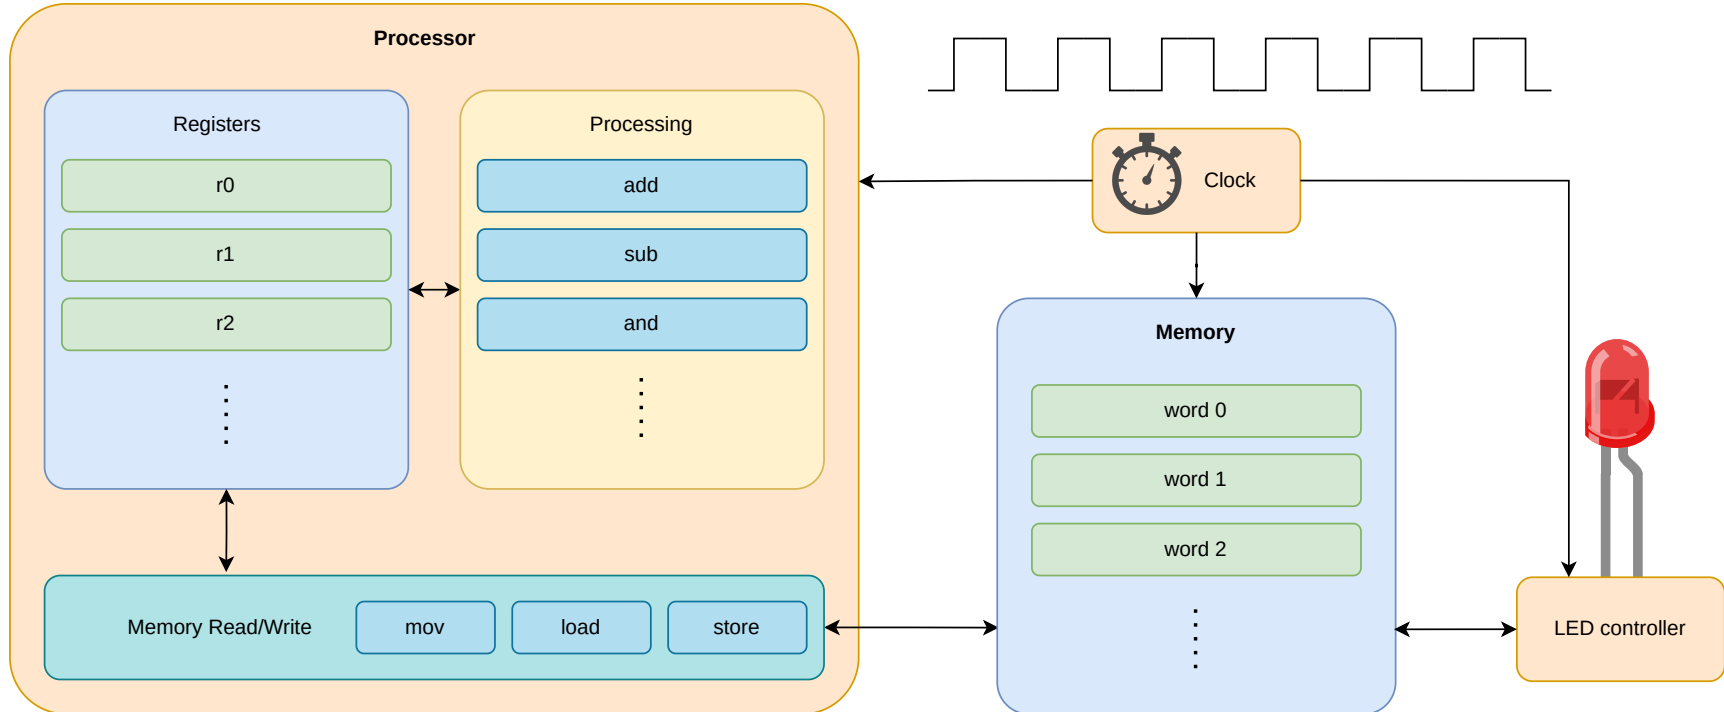 Processor
Registers
r0
r1
r2
Processing
add
sub
and
Memory Read/Write
mov
load
store
Clock
Memory
word 0
word 1
word 2
LED controller